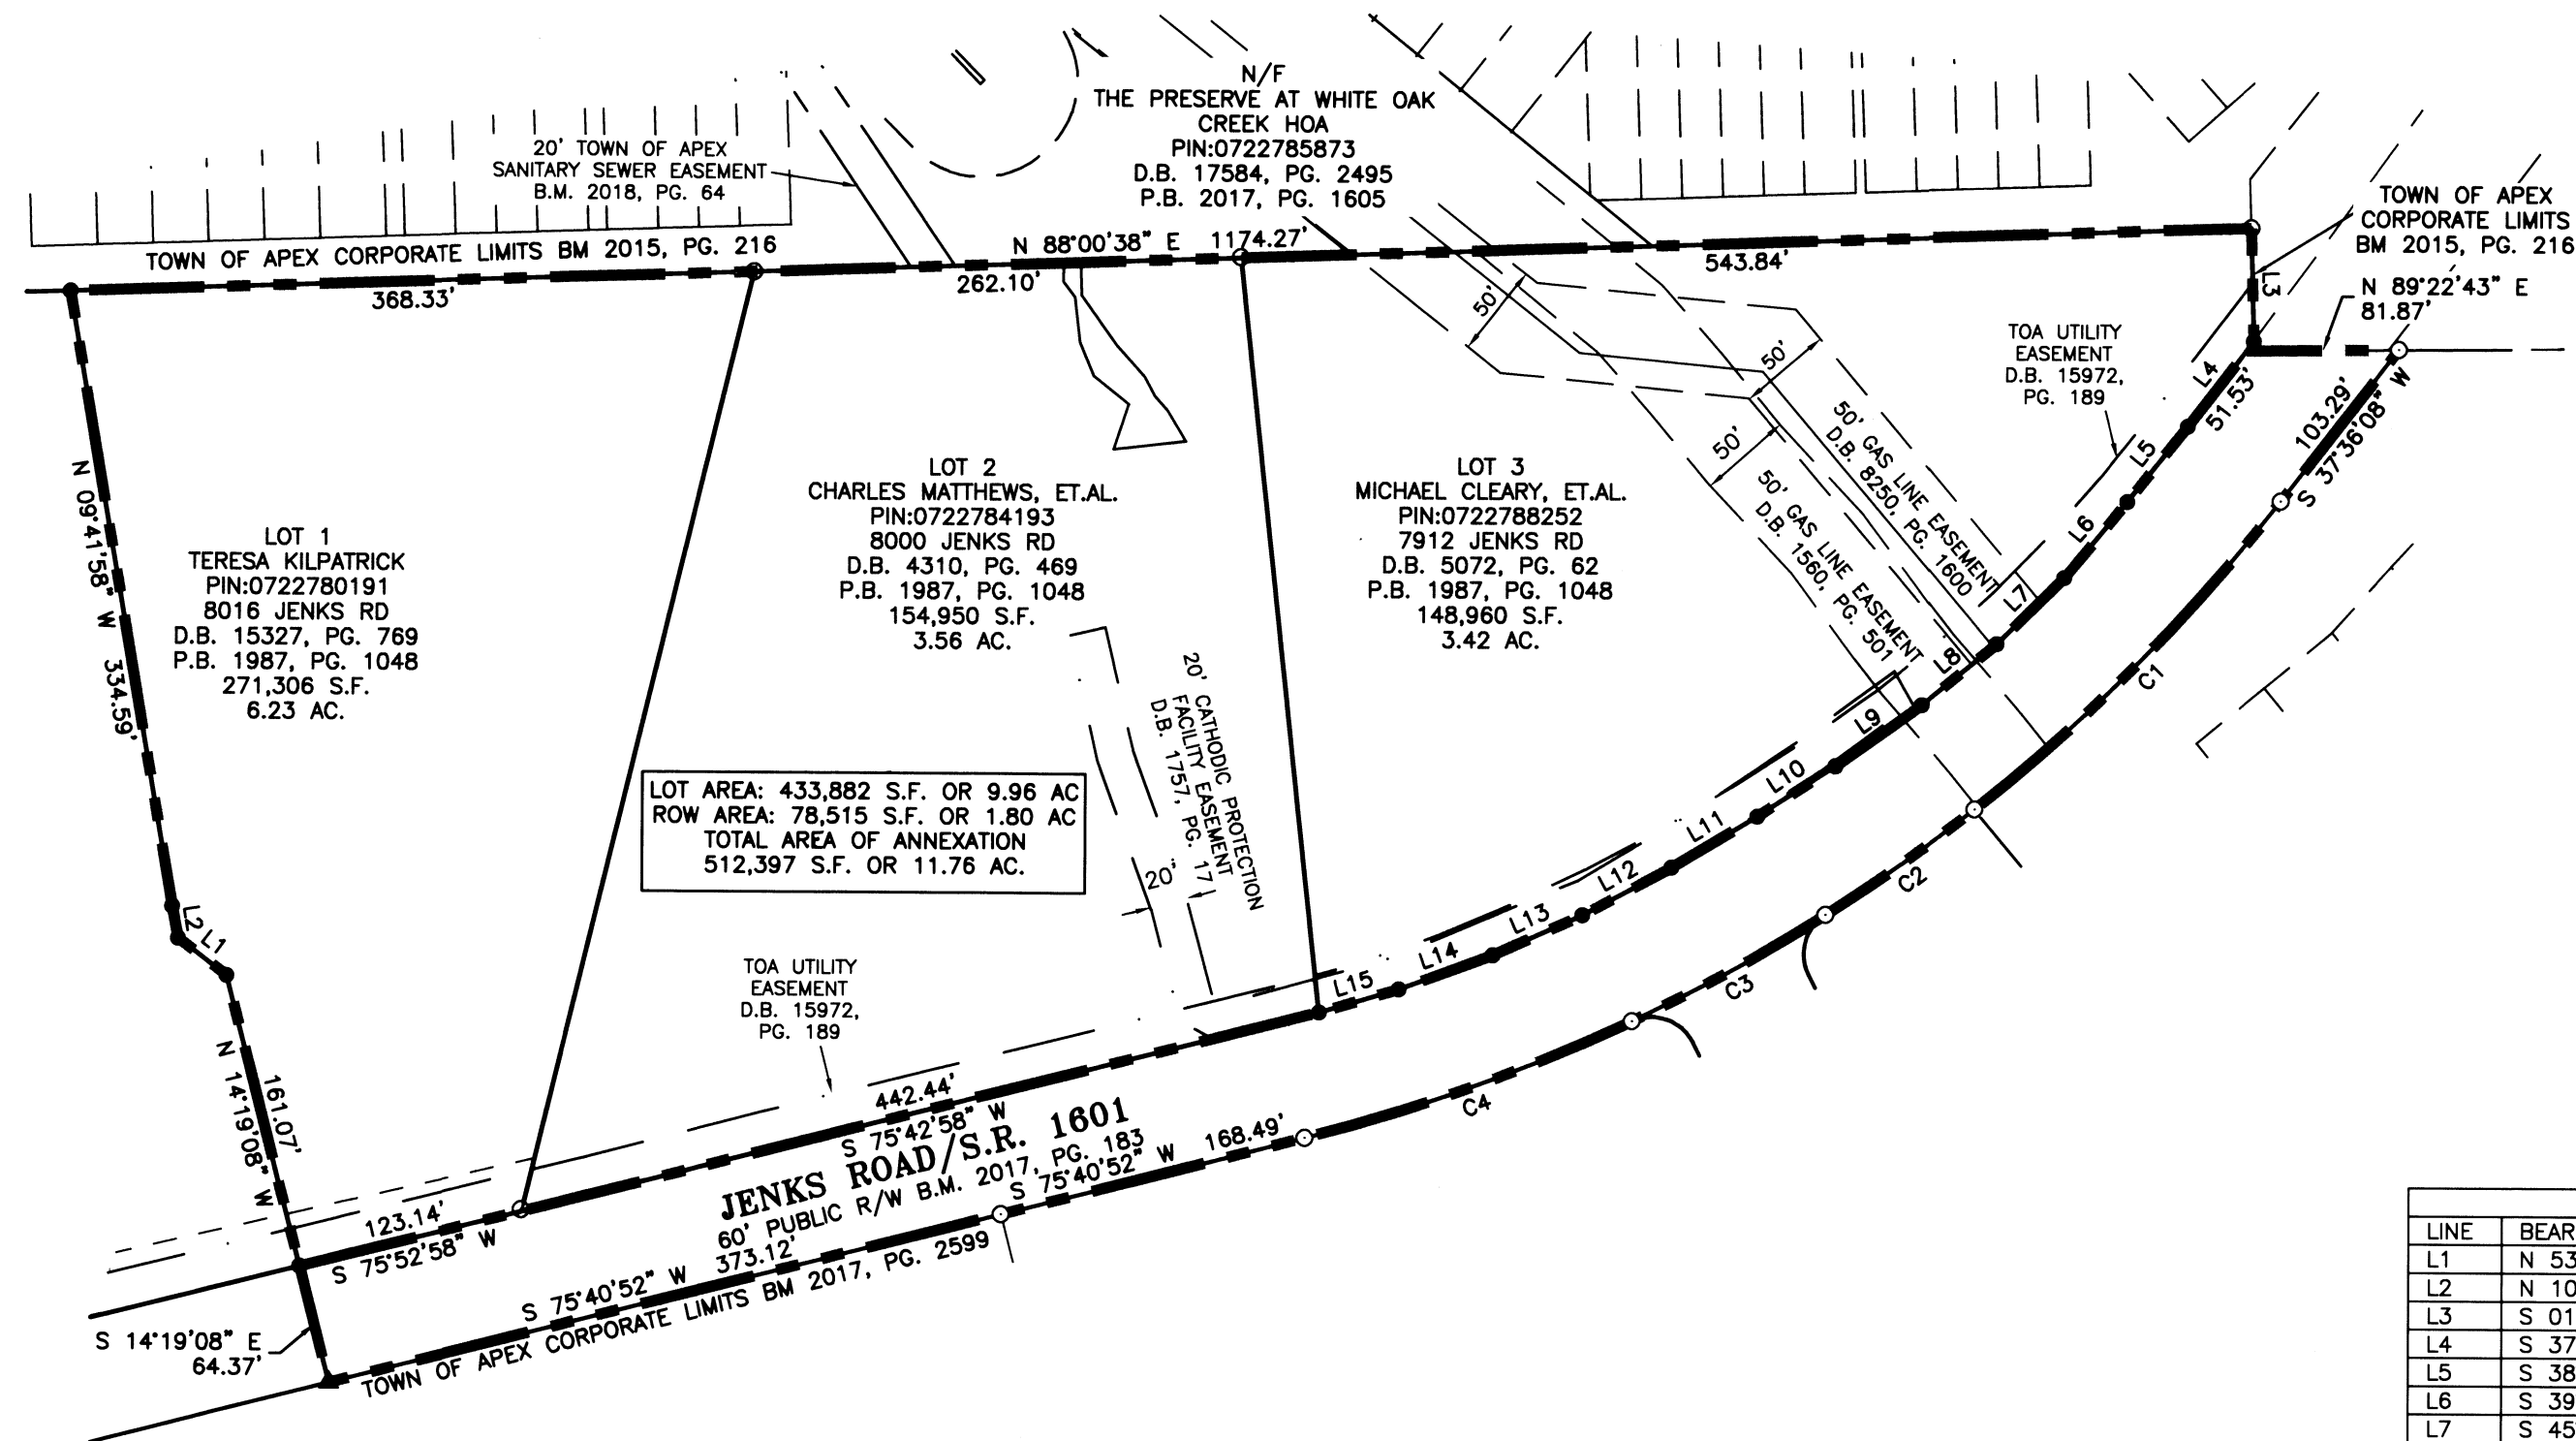 N/F
THE PRESERVE AT WHITE OAK
CREEK HOA
PIN:0722785873
D.B. 17584, PG. 2495
P.B. 2017, PG. 1605
20' TOWN OF APEX
SANITARY SEWER EASEMENT
B.M. 2018, PG. 64
TOWN OF APEX CORPORATE LIMITS BM 2015, PG. 216
N 88°00'38" E 1174.27'
368.33'
262.10'
543.84'
TOWN OF APEX
CORPORATE LIMITS
BM 2015, PG. 216
L3
N 89°22'43" E
81.87'
TOA UTILITY
EASEMENT
D.B. 15972,
PG. 189
50'
50'
50'
50' GAS LINE EASEMENT
D.B. 8250, PG. 1600
50' GAS LINE EASEMENT
D.B. 1560, PG. 501
L4
51.53'
103.29'
S 37°36'08" W
L5
L6
L7
L8
L9
L10
L11
L12
L13
L14
L15
C1
C2
C3
C4
N 09°41'58" W 334.59'
LOT 1
TERESA KILPATRICK
PIN:0722780191
8016 JENKS RD
D.B. 15327, PG. 769
P.B. 1987, PG. 1048
271,306 S.F.
6.23 AC.
LOT 2
CHARLES MATTHEWS, ET.AL.
PIN:0722784193
8000 JENKS RD
D.B. 4310, PG. 469
P.B. 1987, PG. 1048
154,950 S.F.
3.56 AC.
LOT 3
MICHAEL CLEARY, ET.AL.
PIN:0722788252
7912 JENKS RD
D.B. 5072, PG. 62
P.B. 1987, PG. 1048
148,960 S.F.
3.42 AC.
20' CATHODIC PROTECTION
FACILITY EASEMENT
D.B. 1757, PG. 171
20'
LOT AREA: 433,882 S.F. OR 9.96 AC
ROW AREA: 78,515 S.F. OR 1.80 AC
TOTAL AREA OF ANNEXATION
512,397 S.F. OR 11.76 AC.
L2
L1
161.07'
N 14°19'08" W
TOA UTILITY
EASEMENT
D.B. 15972,
PG. 189
442.44'
S 75°42'58" W
JENKS ROAD/S.R. 1601
60' PUBLIC R/W B.M. 2017, PG. 183
S 75°40'52" W 168.49'
123.14'
S 75°52'58" W
S 75°40'52" W 373.12'
TOWN OF APEX CORPORATE LIMITS BM 2017, PG. 2599
S 14°19'08" E
64.37'
LINE BEAR
L1 N 53
L2 N 10
L3 S 01
L4 S 37
L5 S 38
L6 S 39
L7 S 45